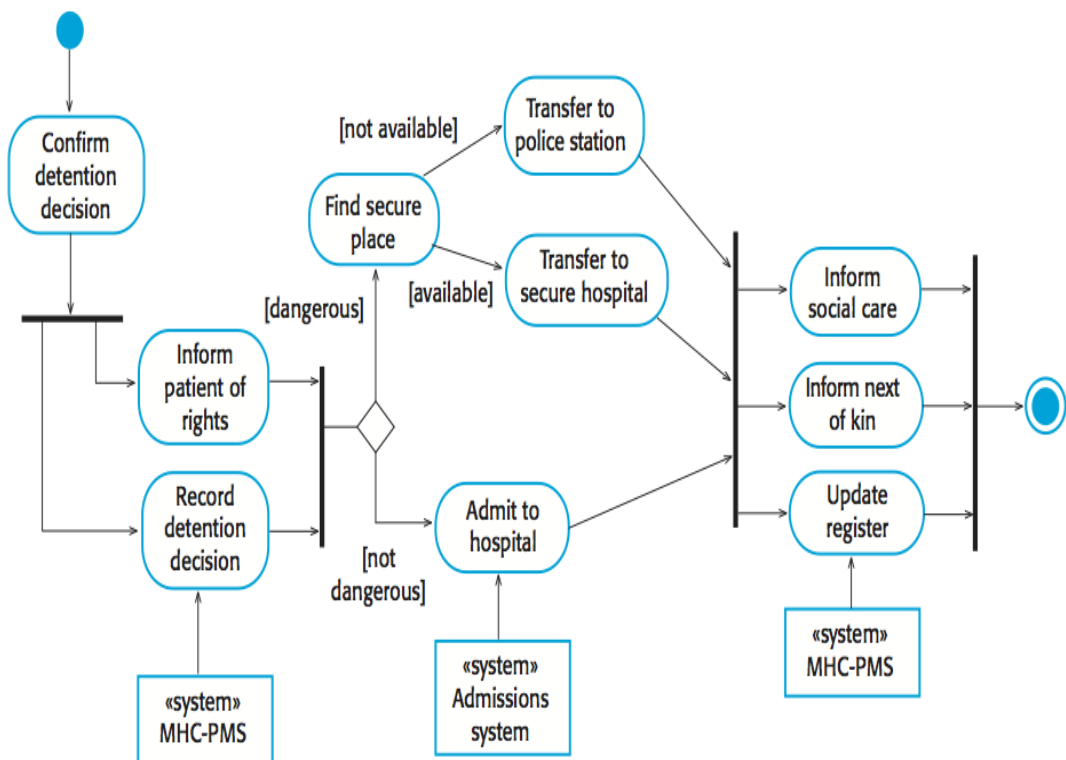 Confirm
detention
decision
Inform
patient of
rights
Record
detention
decision
«system»
MHC-PMS
[dangerous]
[not
dangerous]
Find secure
place
[not available]
[available]
Transfer to
police station
Transfer to
secure hospital
Admit to
hospital
«system»
Admissions
system
Inform
social care
Inform next
of kin
Update
register
«system»
MHC-PMS